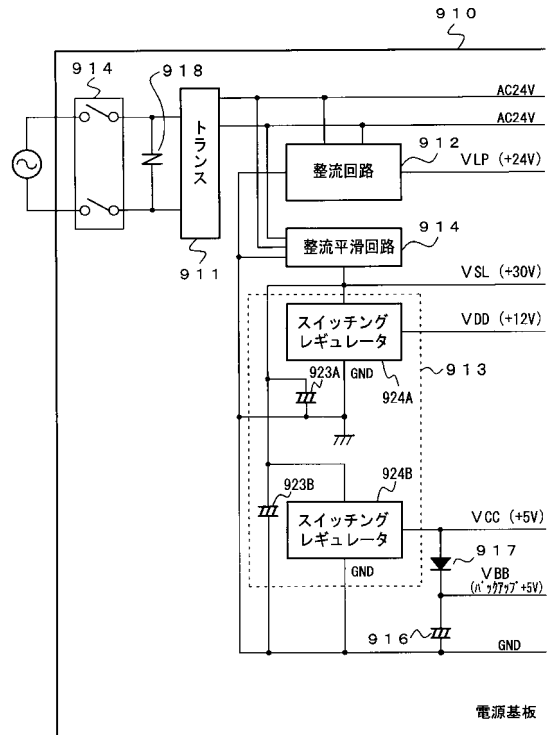 910
914
918
トランス
911
AC24V
AC24V
整流回路
912
VLP (+24V)
整流平滑回路
914
VSL (+30V)
スイッチング
レギュレータ
VDD (+12V)
913
GND
923A
924A
923B
924B
スイッチング
レギュレータ
VCC (+5V)
GND
917
VBB
(バックアップ+5V)
916
GND
電源基板